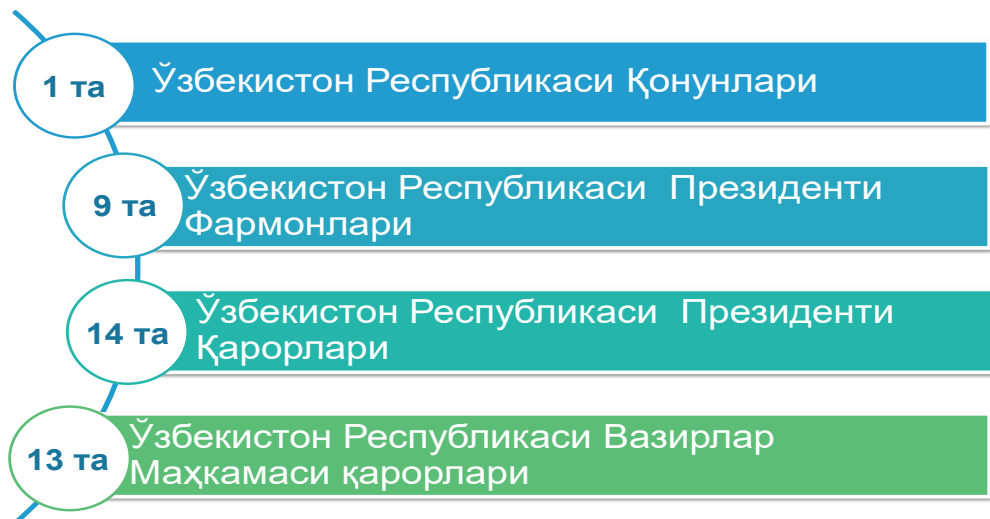 1 та
Ўзбекистон Республикаси Қонунлари
9 та
Ўзбекистон Республикаси Президенти
Фармонлари
14 та
Ўзбекистон Республикаси Президенти
Қарорлари
13 та
Ўзбекистон Республикаси Вазирлар
Маҳкамаси қарорлари